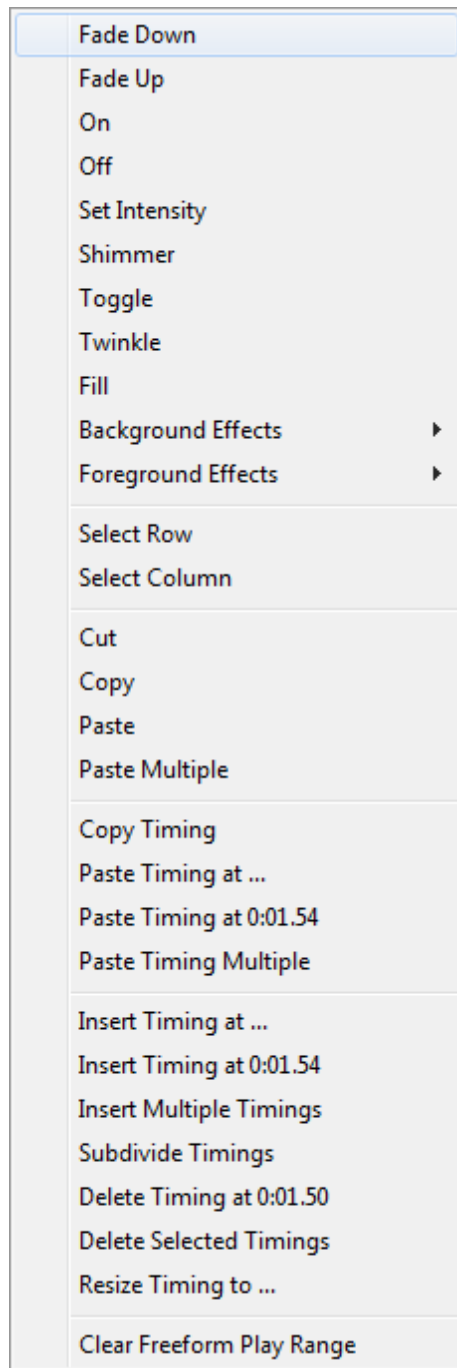 Fade Down
Fade Up
On
Off
Set Intensity
Shimmer
Toggle
Twinkle
Fill
Background Effects
Foreground Effects
Select Row
Select Column
Cut
Copy
Paste
Paste Multiple
Copy Timing
Paste Timing at ...
Paste Timing at 0:01.54
Paste Timing Multiple
Insert Timing at ...
Insert Timing at 0:01.54
Insert Multiple Timings
Subdivide Timings
Delete Timing at 0:01.50
Delete Selected Timings
Resize Timing to ...
Clear Freeform Play Range